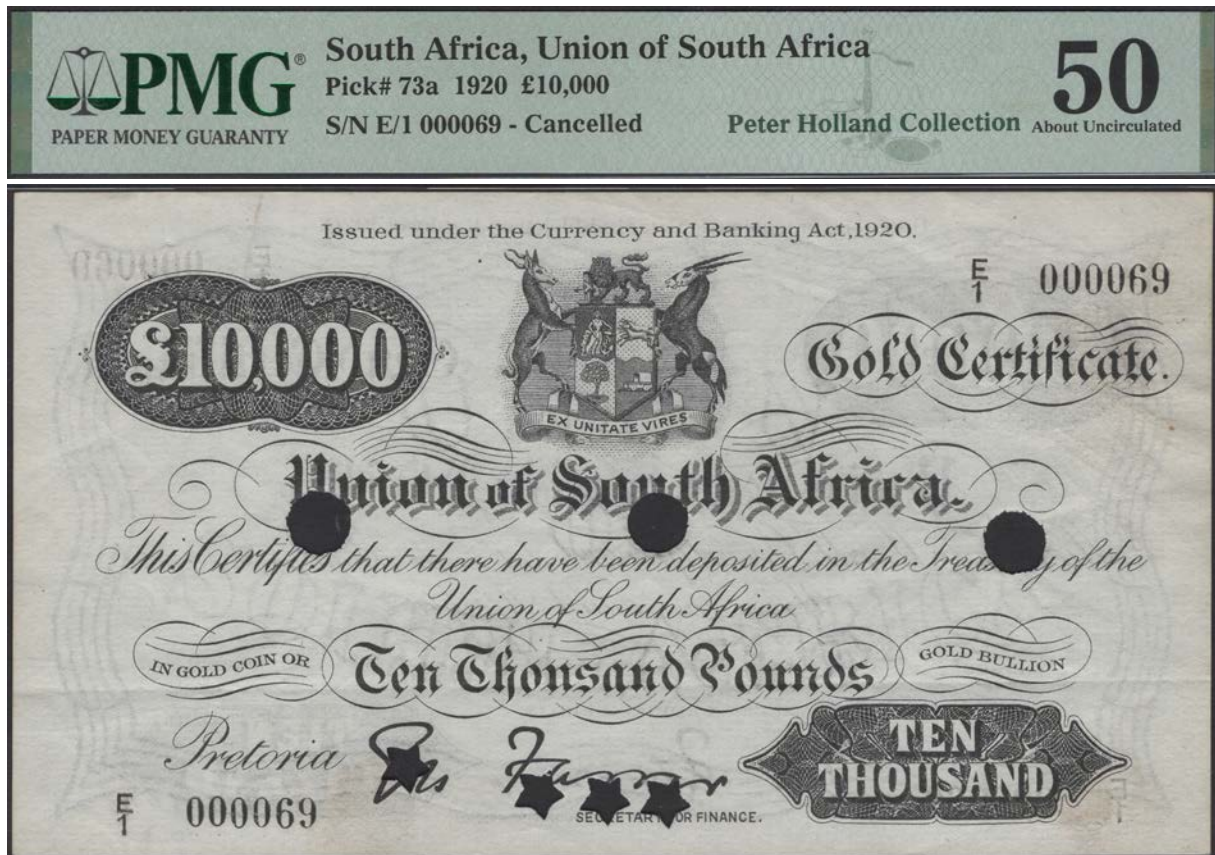 PMG®
PAPER MONEY GUARANTY
South Africa, Union of South Africa
Pick# 73a 1920 £10,000
S/N E/1 000069 - Cancelled
Peter Holland Collection
50
About Uncirculated
Issued under the Currency and Banking Act, 1920.
E/1 000069
£10,000
EX UNITATE VIRES
Gold Certificate.
Union of South Africa.
This Certifies that there have been deposited in the Treasury of the
Union of South Africa
IN GOLD COIN OR Ten Thousand Pounds GOLD BULLION
Pretoria
TEN
THOUSAND
E/1 000069
SECRETARY FOR FINANCE.